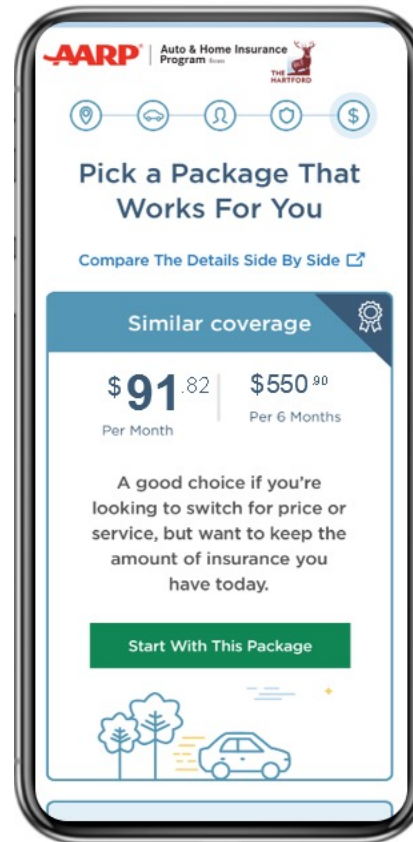 AARP®
Auto & Home Insurance
Program from
THE
HARTFORD
$
Pick a Package That
Works For You
Compare The Details Side By Side
Similar coverage
$91.82
Per Month
$550.90
Per 6 Months
A good choice if you're
looking to switch for price or
service, but want to keep the
amount of insurance you
have today.
Start With This Package